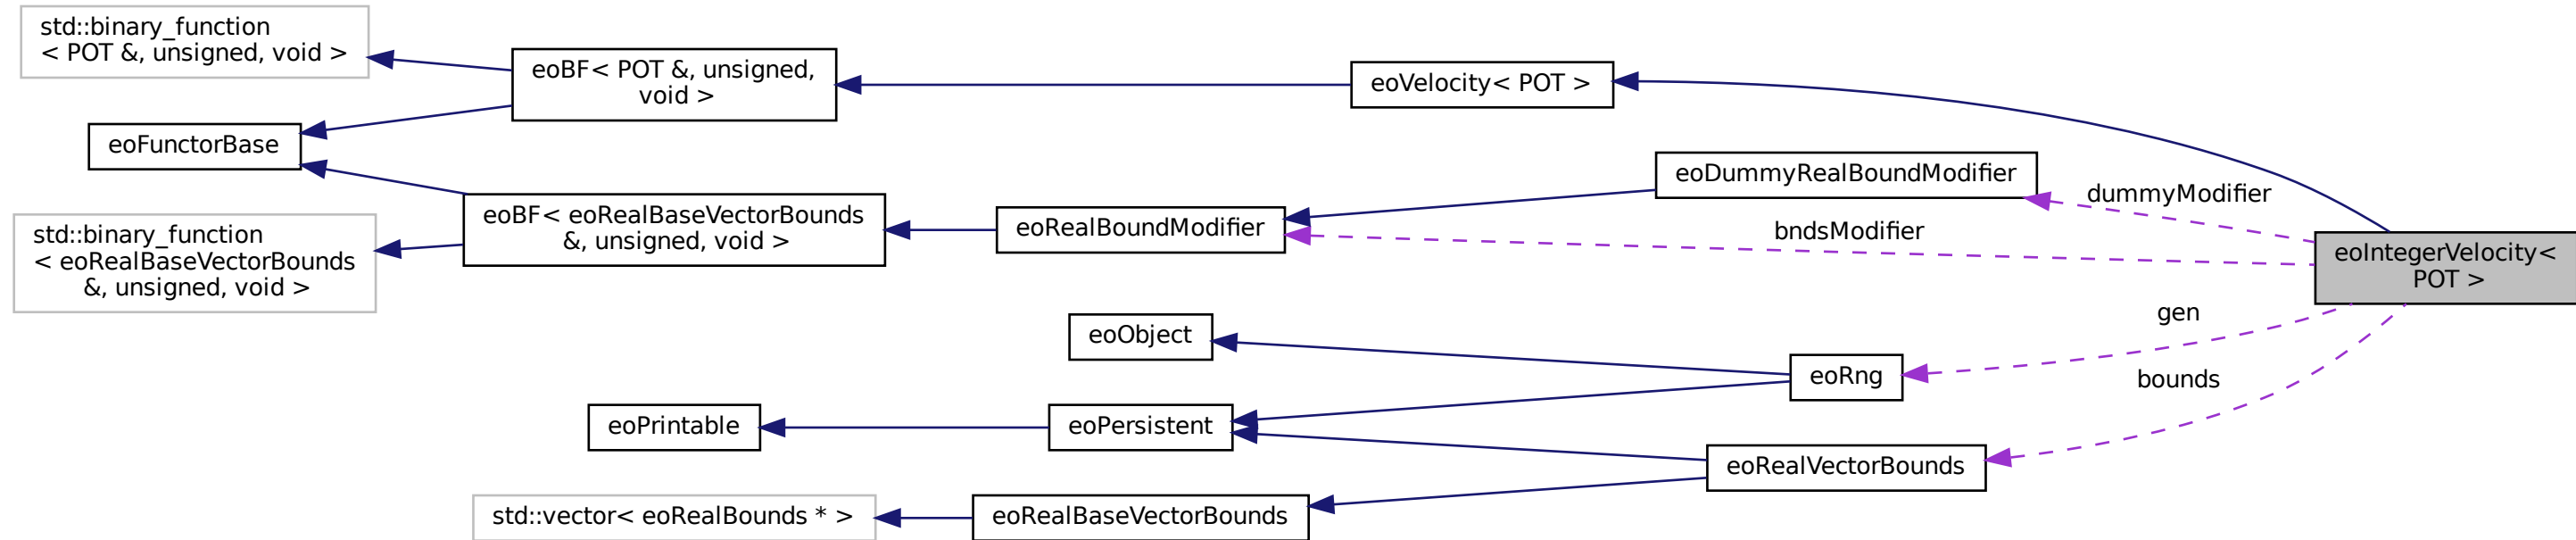 std::binary_function
< POT &, unsigned, void >
eoBF< POT &, unsigned,
void >
eoVelocity< POT >
eoFunctorBase
eoDummyRealBoundModifier
dummyModifier
eoBF< eoRealBaseVectorBounds
&, unsigned, void >
eoRealBoundModifier
bndsModifier
std::binary_function
< eoRealBaseVectorBounds
&, unsigned, void >
eoIntegerVelocity<
POT >
gen
eoObject
eoRng
bounds
eoPrintable
eoPersistent
eoRealVectorBounds
std::vector< eoRealBounds * >
eoRealBaseVectorBounds